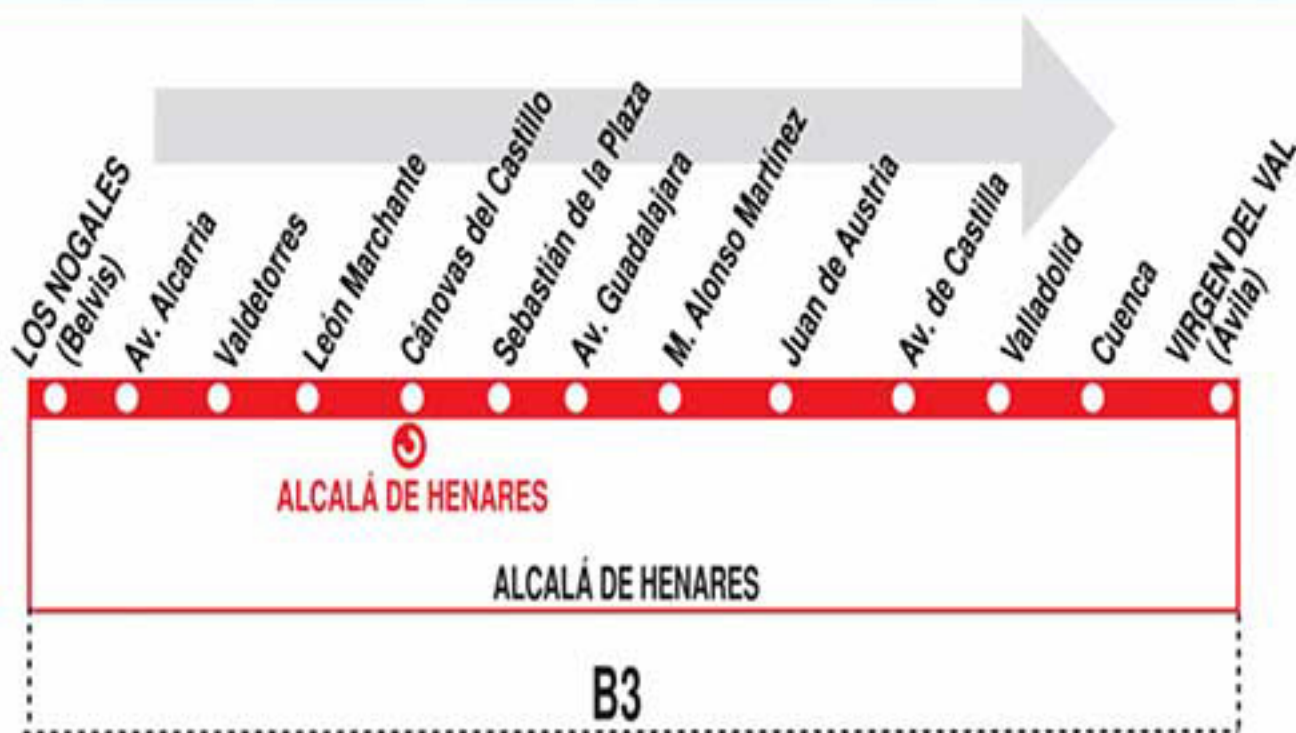 LOS NOGALES
(Belvis)
Av. Alcarria
Valdetorres
León Marchante
Cánovas del Castillo
Sebastián de la Plaza
Av. Guadalajara
M. Alonso Martínez
Juan de Austria
Av. de Castilla
Valladolid
Cuenca
VIRGEN DEL VAL
(Ávila)
ALCALÁ DE HENARES
ALCALÁ DE HENARES
B3